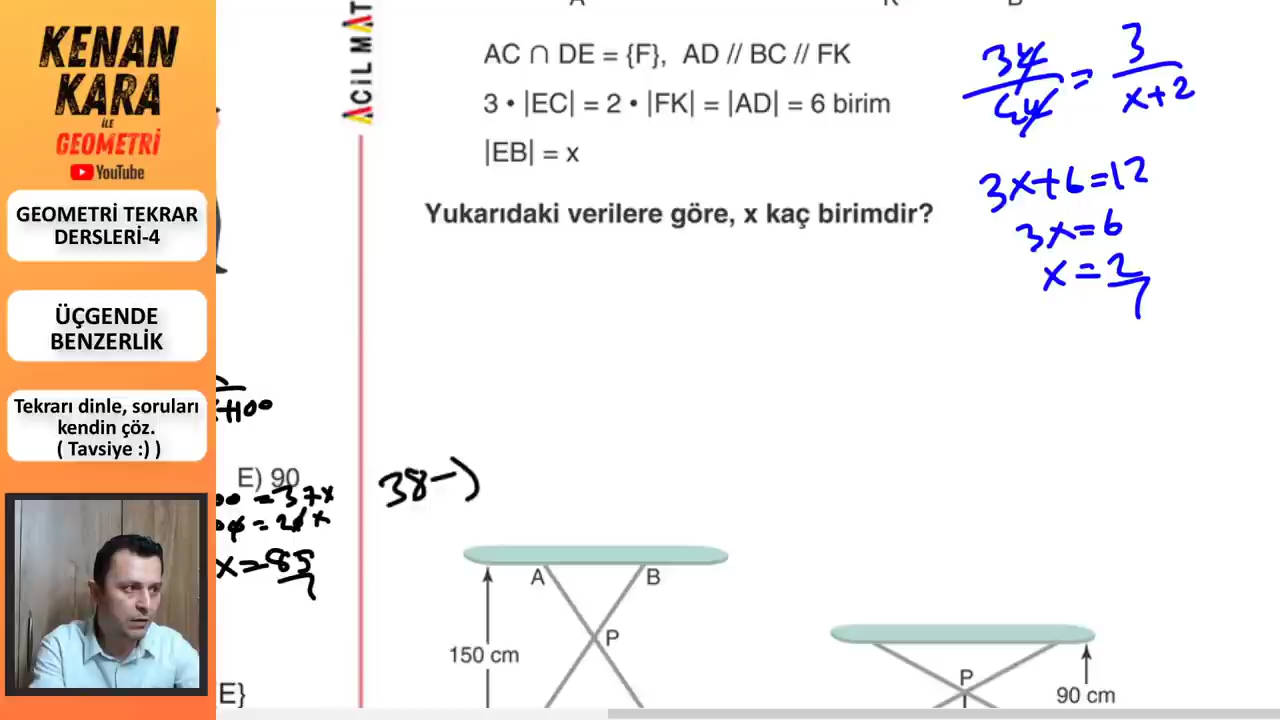 KENAN
KARA
İLE
GEOMETRİ
YouTube
GEOMETRİ TEKRAR
DERSLERİ-4
ÜÇGENDE
BENZERLİK
Tekrarı dinle, soruları
kendin çöz.
( Tavsiye :) )
ACİL MAT
AC ∩ DE = {F}, AD // BC // FK
3 • |EC| = 2 • |FK| = |AD| = 6 birim
|EB| = x
Yukarıdaki verilere göre, x kaç birimdir?
3
x+2
3x+6=12
3x=6
x=2
E) 90
x=85
38-)
A
B
P
150 cm
P
90 cm
E}